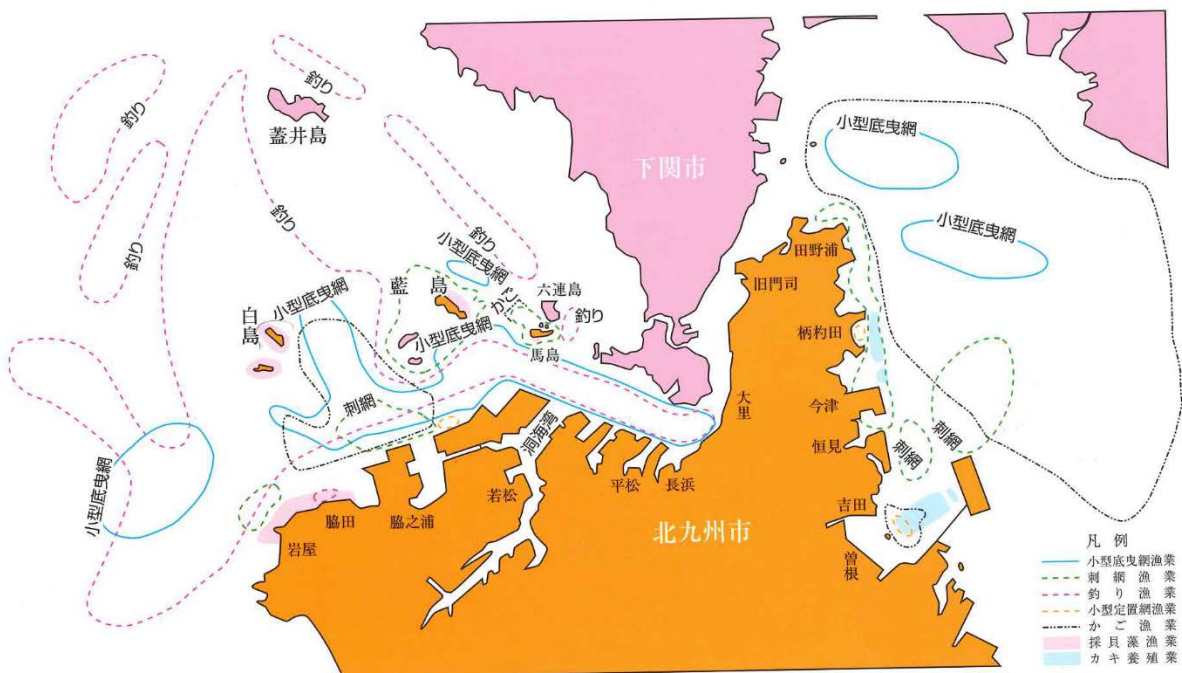 釣り
釣り
蓋井島
釣り
釣り
下関市
小型底曳網
小型底曳網
釣り
小型底曳網
田野浦
旧門司
藍島
かご
六連島
釣り
白島
小型底曳網
小型底曳網
馬島
柄杓田
刺網
大里
今津
刺網
刺網
恒見
洞海湾
小型底曳網
平松
長浜
若松
吉田
脇田
脇之浦
岩屋
北九州市
曽根
凡例
小型底曳網漁業
刺網漁業
釣り漁業
小型定置網漁業
かご漁業
採貝藻漁業
カキ養殖業